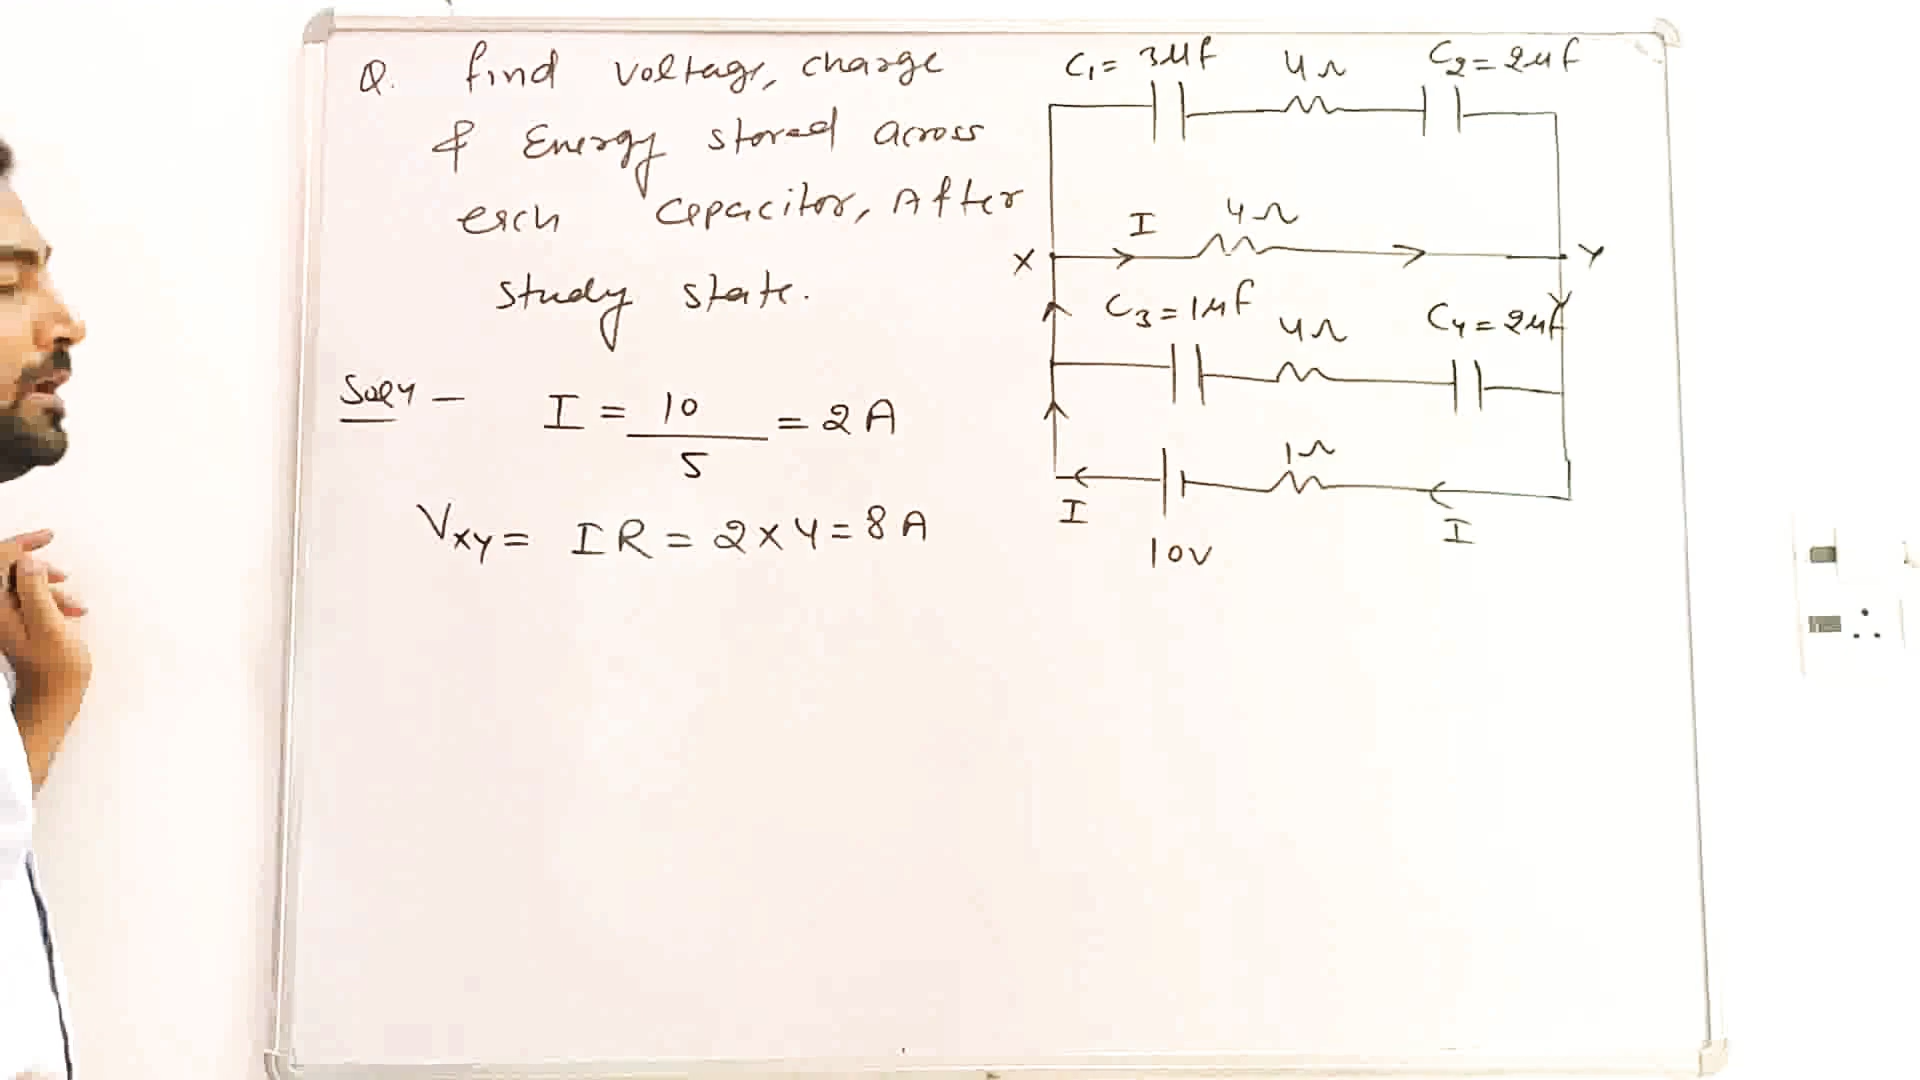 Q. find voltage, charge
& Energy stored across
each capacitor, After
study state.
Soln – I = 10 / 5 = 2 A
Vxy = IR = 2 × 4 = 8 A
C₁ = 3μf 4Ω C₂ = 2μf
I 4Ω
X Y
C₃ = 1μf 4Ω C₄ = 2μf
1Ω
I I
10V